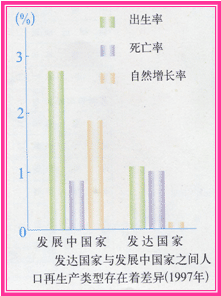 (%)
出生率
死亡率
自然增长率
3
2
1
0
发展中国家 发达国家
发达国家与发展中国家之间人
口再生产类型存在着差异(1997年)